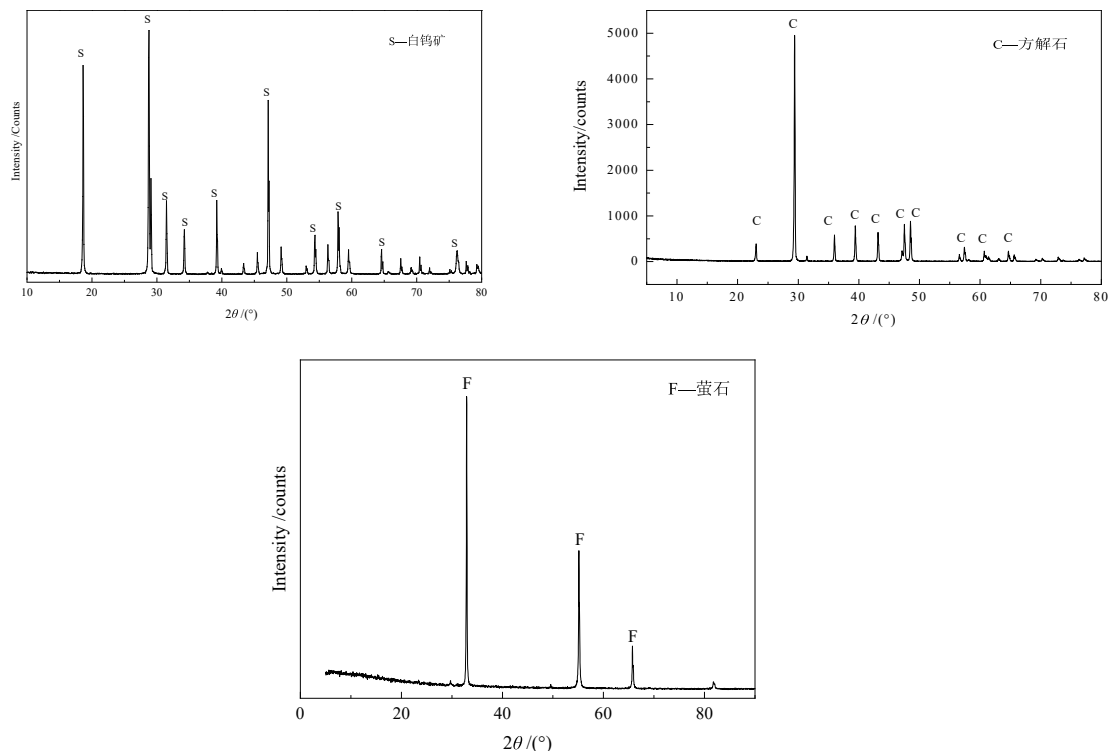 S
S
S
S
S
S
S
S
S
S
S—白钨矿
Intensity /Counts
10 20 30 40 50 60 70 80
2θ /(°)
C
C
C
C
C
C
C
C
C
C
C—方解石
5000
4000
3000
2000
1000
0
Intensity/counts
10 20 30 40 50 60 70 80
2θ /(°)
F
F
F
F—萤石
Intensity /counts
0 20 40 60 80
2θ /(°)